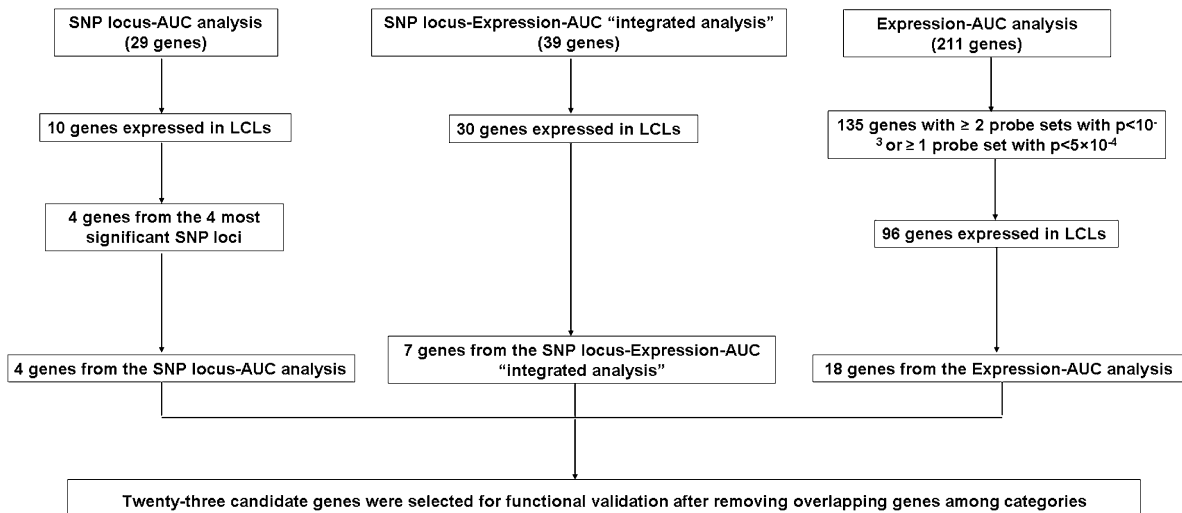 SNP locus-AUC analysis
(29 genes)
SNP locus-Expression-AUC “integrated analysis”
(39 genes)
Expression-AUC analysis
(211 genes)
10 genes expressed in LCLs
30 genes expressed in LCLs
135 genes with ≥ 2 probe sets with p<10-
3 or ≥ 1 probe set with p<5×10-4
4 genes from the 4 most
significant SNP loci
96 genes expressed in LCLs
4 genes from the SNP locus-AUC analysis
7 genes from the SNP locus-Expression-AUC
“integrated analysis”
18 genes from the Expression-AUC analysis
Twenty-three candidate genes were selected for functional validation after removing overlapping genes among categories